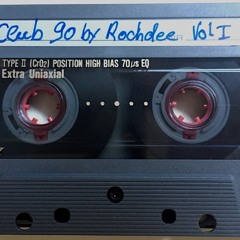 Club 90 by Rochdee Vol I
TYPE II (CrO2) POSITION HIGH BIAS 70µs EQ
Extra Uniaxial